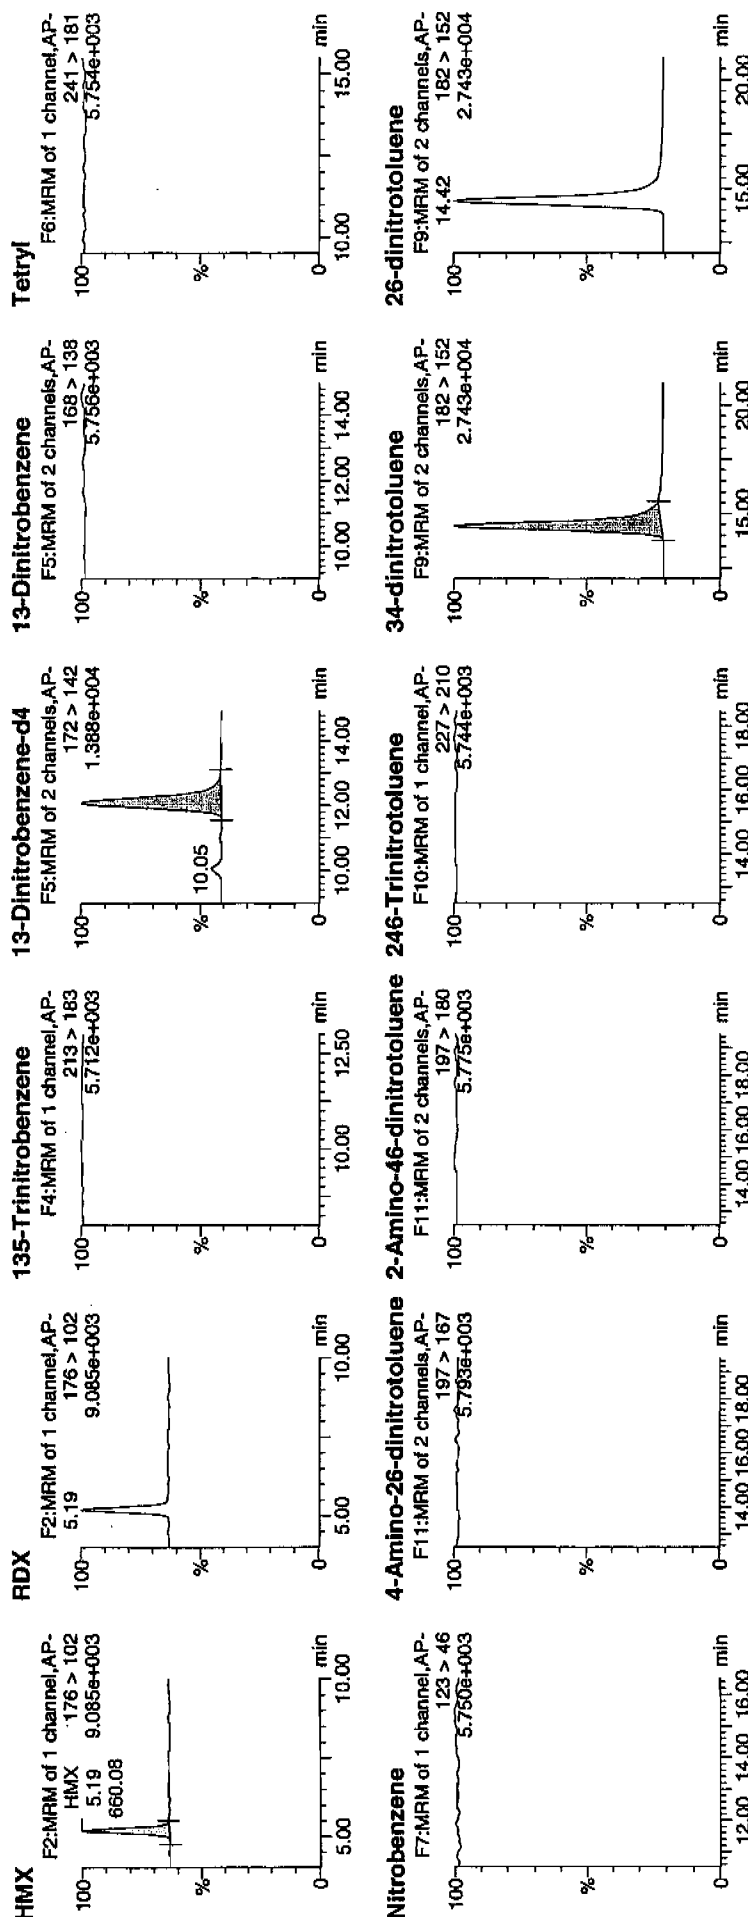 HMX
F2:MRM of 1 channel,AP-
HMX 176 > 102
5.19 9.085e+003
660.08
100
%
0
5.00 10.00
min
RDX
F2:MRM of 1 channel,AP-
5.19 176 > 102
9.085e+003
100
%
0
5.00 10.00
min
135-Trinitrobenzene
F4:MRM of 1 channel,AP-
213 > 183
5.712e+003
100
%
0
10.00 12.50
min
13-Dinitrobenzene-d4
F5:MRM of 2 channels,AP-
172 > 142
1.388e+004
10.05
100
%
0
10.00 12.00 14.00
min
13-Dinitrobenzene
F5:MRM of 2 channels,AP-
168 > 138
5.756e+003
100
%
0
10.00 12.00 14.00
min
Tetryl
F6:MRM of 1 channel,AP-
241 > 181
5.754e+003
100
%
0
10.00 15.00
min
Nitrobenzene
F7:MRM of 1 channel,AP-
123 > 46
5.750e+003
100
%
0
12.00 14.00 16.00
min
4-Amino-26-dinitrotoluene
F11:MRM of 2 channels,AP-
197 > 167
5.793e+003
100
%
0
14.00 16.00 18.00
min
2-Amino-46-dinitrotoluene
F11:MRM of 2 channels,AP-
197 > 180
5.775e+003
100
%
0
14.00 16.00 18.00
min
246-Trinitrotoluene
F10:MRM of 1 channel,AP-
227 > 210
5.744e+003
100
%
0
14.00 16.00 18.00
min
34-dinitrotoluene
F9:MRM of 2 channels,AP-
182 > 152
2.743e+004
100
%
0
15.00 20.00
min
26-dinitrotoluene
F9:MRM of 2 channels,AP-
14.42 182 > 152
2.743e+004
100
%
0
15.00 20.00
min